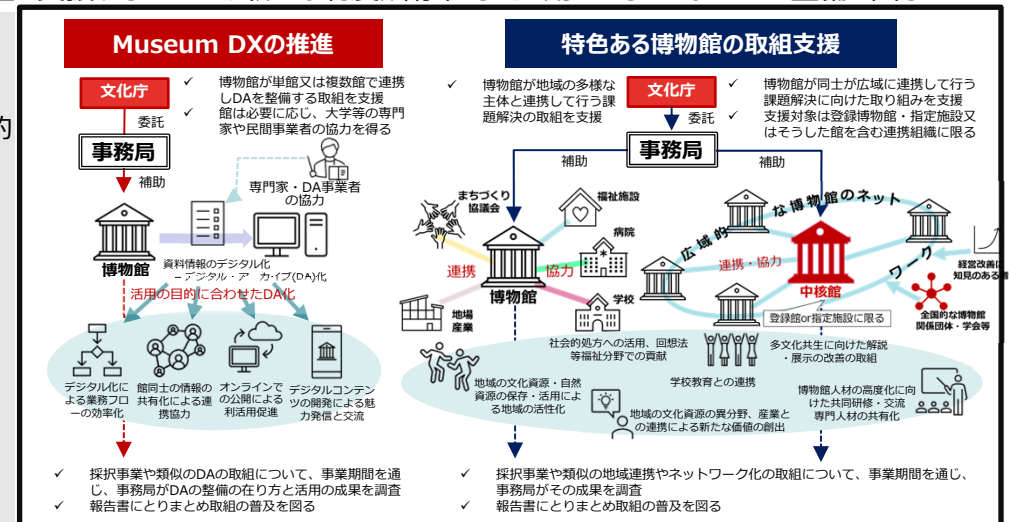 的
Museum DXの推進
文化庁
委託
事務局
補助
✓ 博物館が単館又は複数館で連携
しDAを整備する取組を支援
✓ 館は必要に応じ、大学等の専門
家や民間事業者の協力を得る
専門家・DA事業者
の協力
博物館
資料情報のデジタル化
活用の目的に合わせたDA化
デジタル化に
よる業務フロ
ーの効率化
館同士の情報の
共有化による連
携協力
オンラインで
の公開による
利活用促進
デジタルコンテン
ツの開発による魅
力発信と交流
✓ 採択事業や類似のDAの取組について、事業期間を通
じ、事務局がDAの整備の在り方と活用の成果を調査
✓ 報告書にとりまとめ取組の普及を図る
特色ある博物館の取組支援
✓ 博物館が地域の多様な
主体と連携して行う課
題解決の取組を支援
文化庁
委託
事務局
補助
補助
✓ 博物館が同士が広域に連携して行う
課題解決に向けた取り組みを支援
✓ 支援対象は登録博物館・指定施設又
はそうした館を含む連携組織に限る
まちづくり
協議会
福祉施設
病院
連携
協力
博物館
地場
産業
学校
広域的な博物館のネットワーク
連携・協力
中核館
登録館or指定施設に限る
経営改善に
知見のある
全国的な博物館
関係団体・学会等
社会的処方への活用、回想法
等福祉分野での貢献
多文化共生に向けた解説
・展示の改善の取組
地域の文化資源・自然
資源の保存・活用によ
る地域の活性化
学校教育との連携
地域の文化資源の異分野、産業と
の連携による新たな価値の創出
博物館人材の高度化に向
けた共同研修・交流
専門人材の共有化
✓ 採択事業や類似の地域連携やネットワーク化の取組について、事業期間を通じ、
事務局がその成果を調査
✓ 報告書にとりまとめ取組の普及を図る